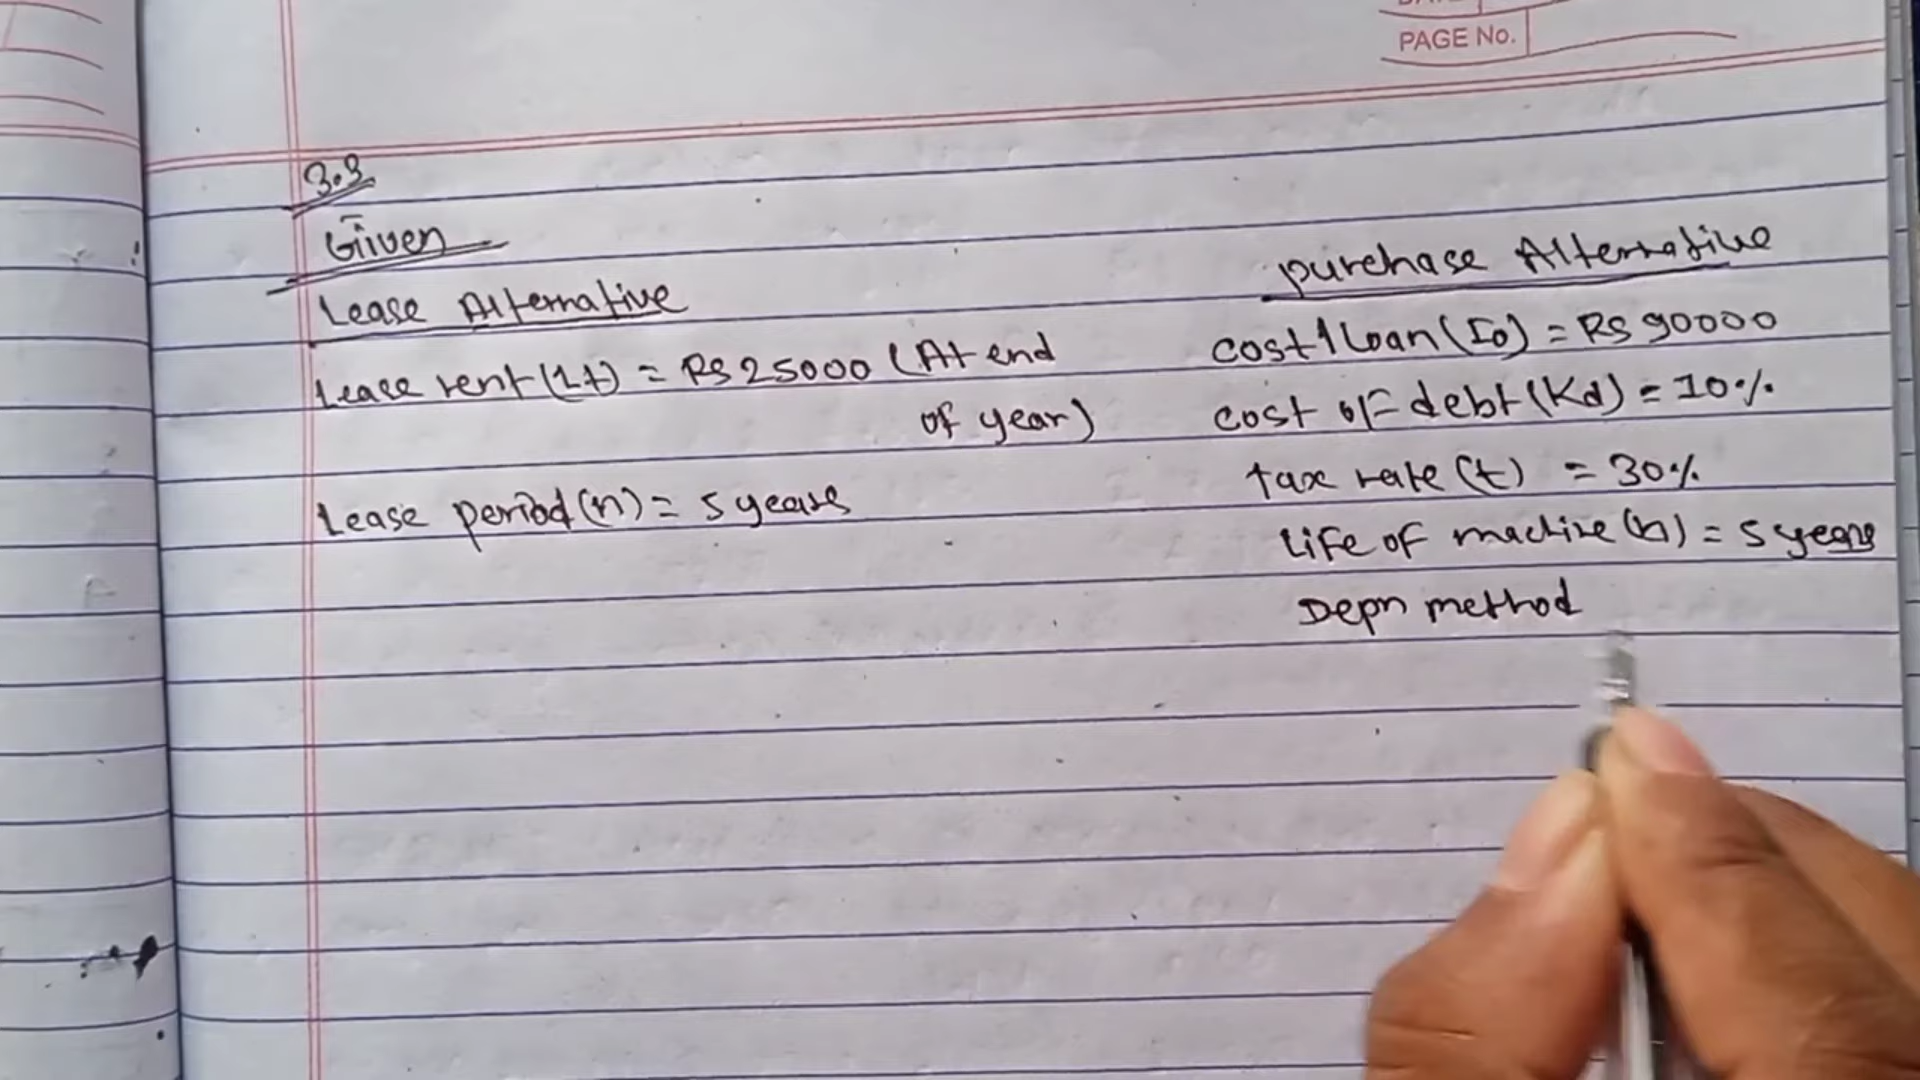 PAGE No.
3.3
Given
Lease Alternative
Lease rent (Lt) = Rs 25000 (At end
of year)
Lease period (n) = 5 years
purchase Alternative
cost / Loan (I0) = Rs 90000
cost of debt (Kd) = 10%
tax rate (t) = 30%
Life of machine (n) = 5 years
Depn method